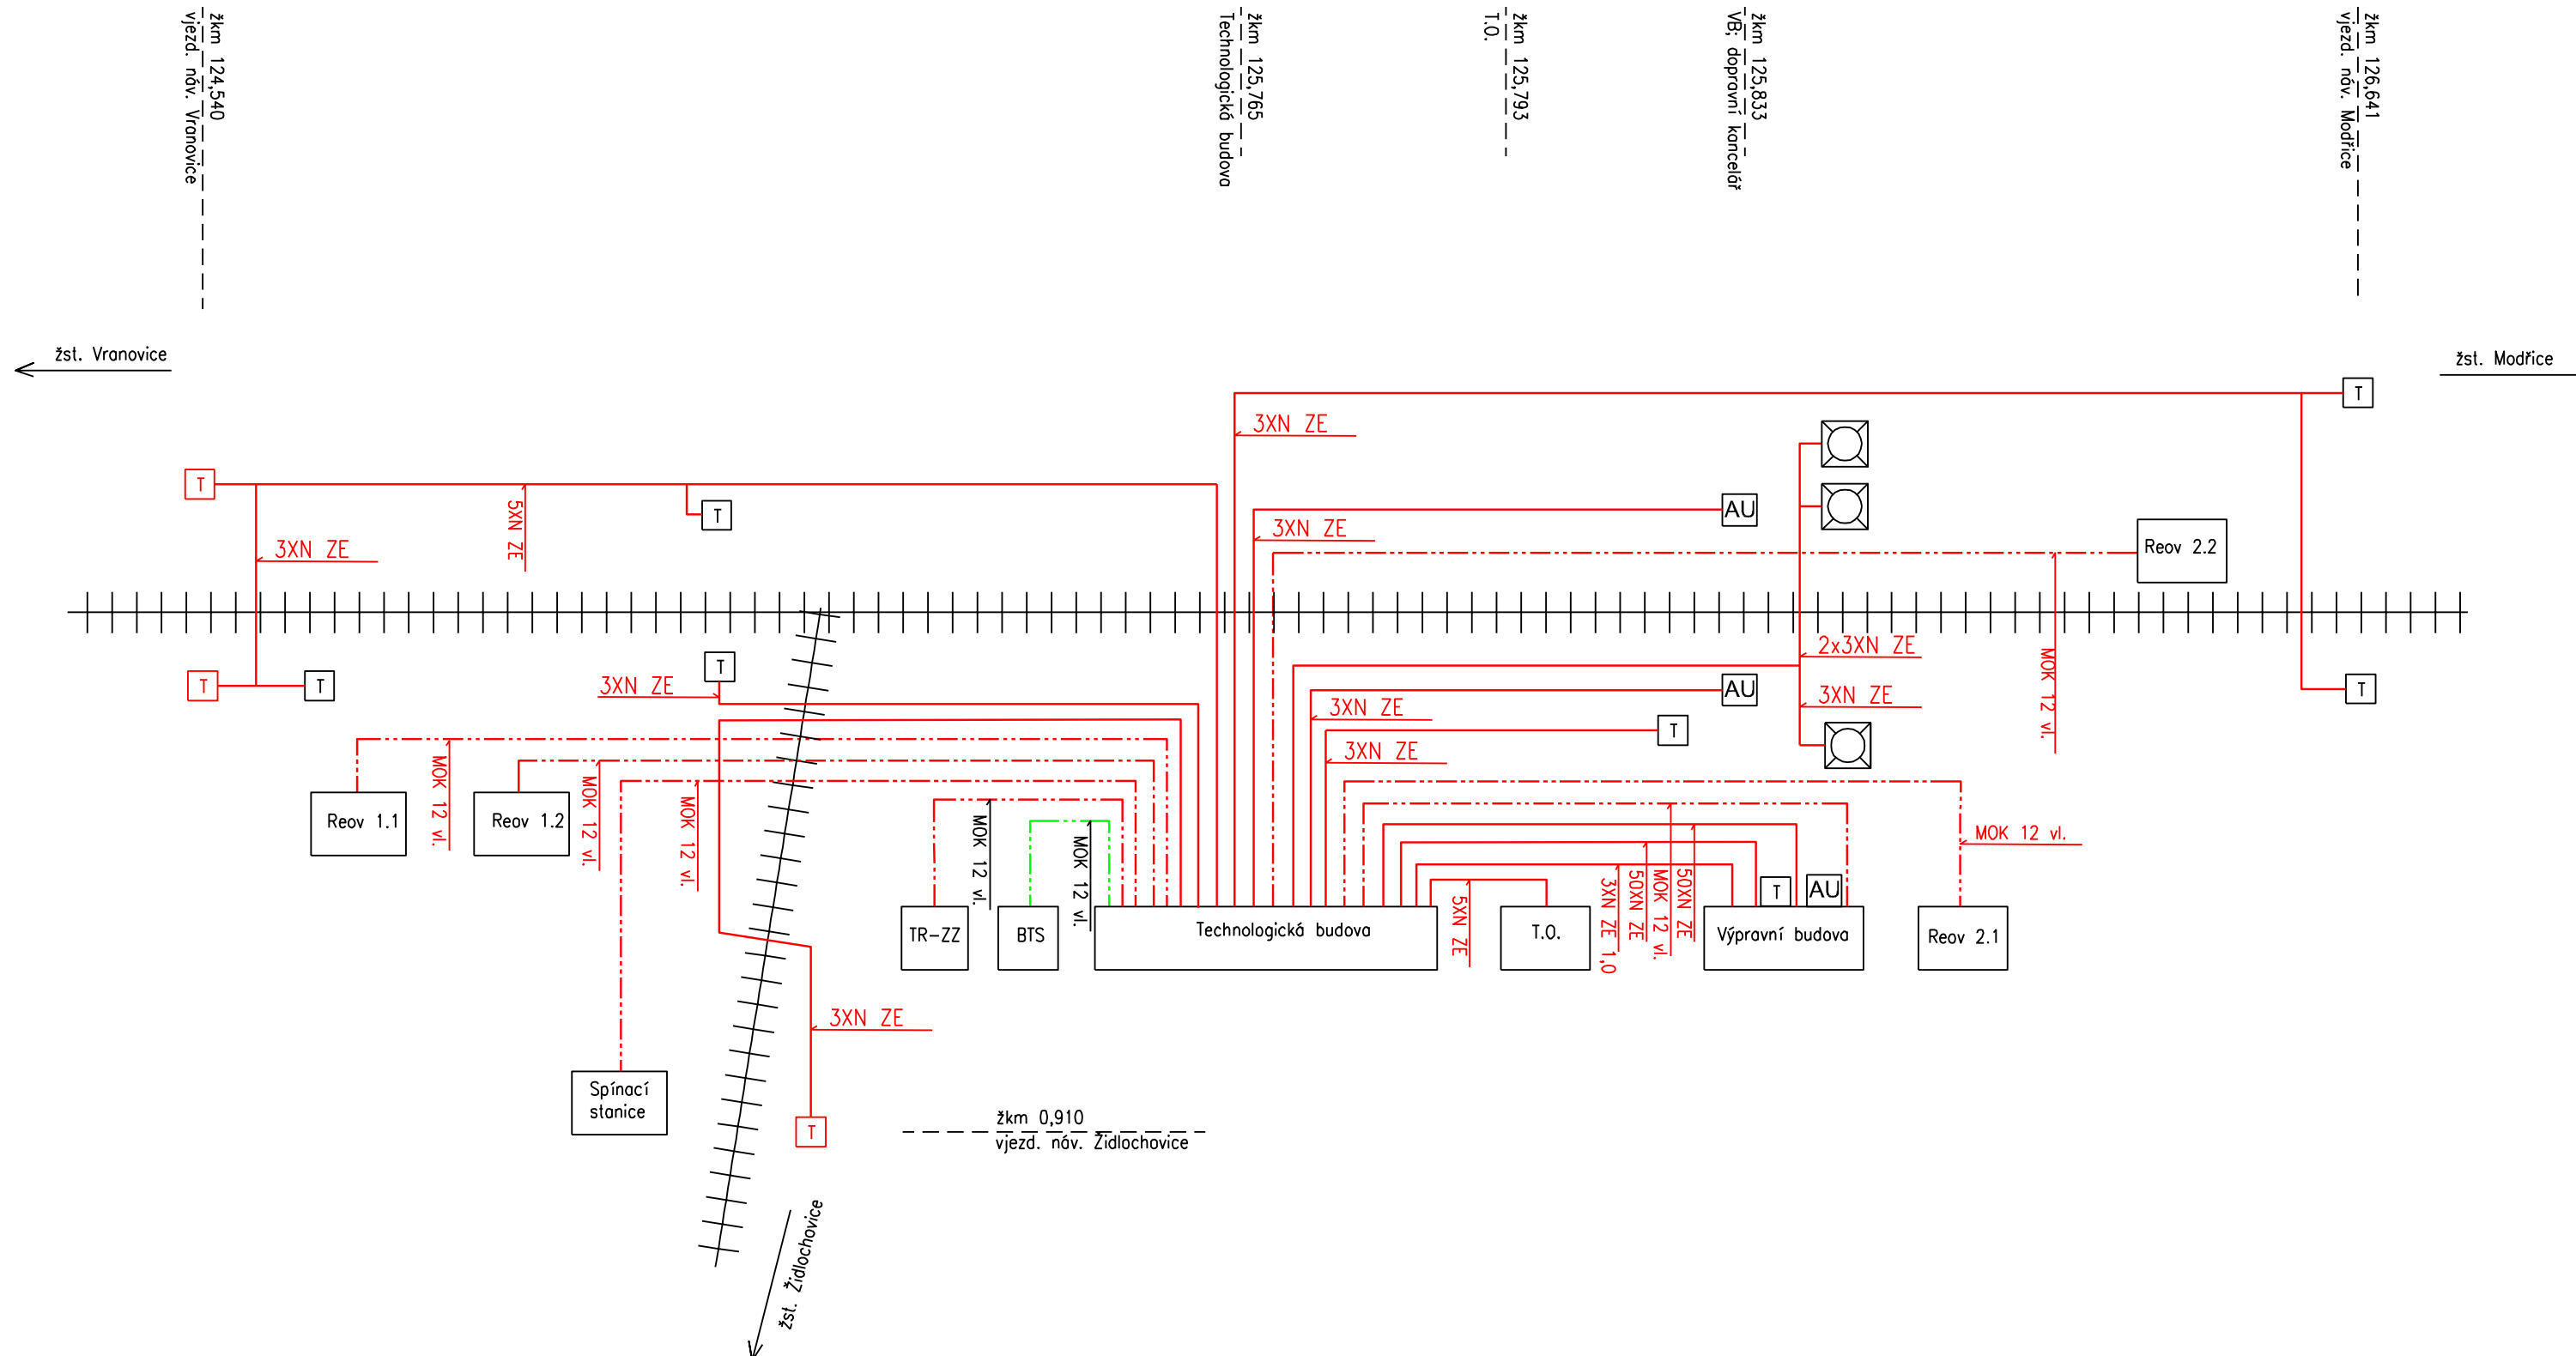 žkm 124,540
vjezd. náv. Vranovice
žkm 125,765
Technologická budova
žkm 125,793
T.O.
žkm 125,833
VB; dopravní kancelář
žkm 126,641
vjezd. náv. Modřice
žst. Vranovice
žst. Modřice
T
3XN ZE
T
5XN ZE
T
AU
3XN ZE
3XN ZE
Reov 2.2
T
T
T
3XN ZE
2x3XN ZE
MOK 12 vl.
T
3XN ZE
AU
3XN ZE
3XN ZE
T
3XN ZE
MOK 12 vl.
MOK 12 vl.
MOK 12 vl.
MOK 12 vl.
MOK 12 vl.
Reov 1.1
Reov 1.2
MOK 12 vl.
5XN ZE
3XN ZE 1,0
50XN ZE
MOK 12 vl.
50XN ZE
T
AU
TR-ZZ
BTS
Technologická budova
T.O.
Výpravní budova
Reov 2.1
3XN ZE
Spínací
stanice
T
žkm 0,910
vjezd. náv. Židlochovice
žst. Židlochovice